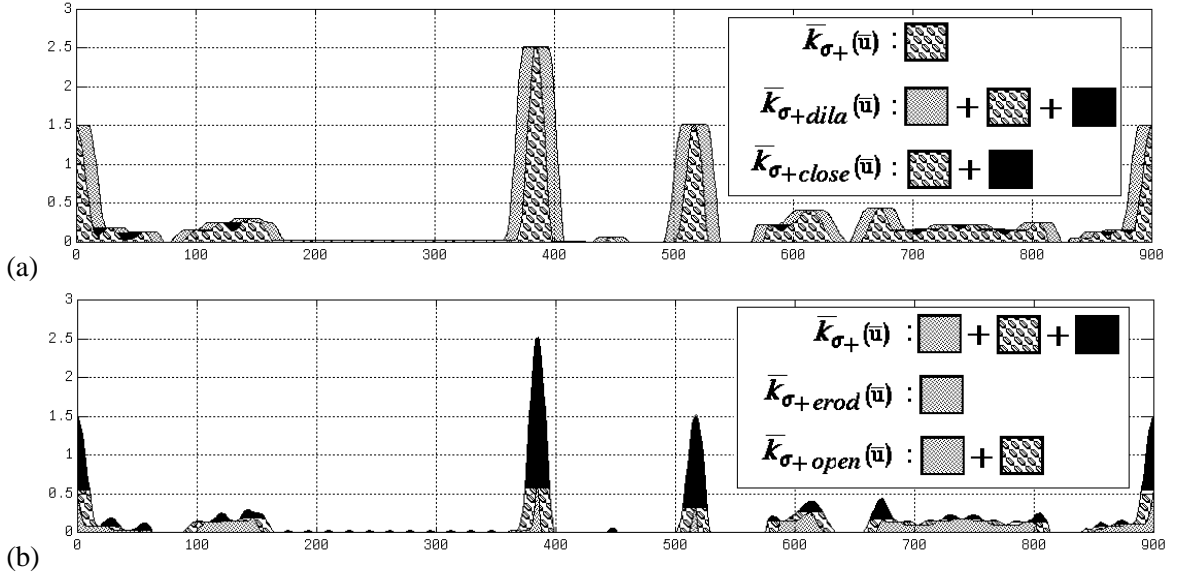 3
2.5
2
1.5
1
0.5
0
0 100 200 300 400 500 600 700 800 900
k̅σ+(u̅) :
k̅σ+dila(u̅) : + +
k̅σ+close(u̅) : +
(a)
3
2.5
2
1.5
1
0.5
0
0 100 200 300 400 500 600 700 800 900
k̅σ+(u̅) : + +
k̅σ+erod(u̅) :
k̅σ+open(u̅) : +
(b)